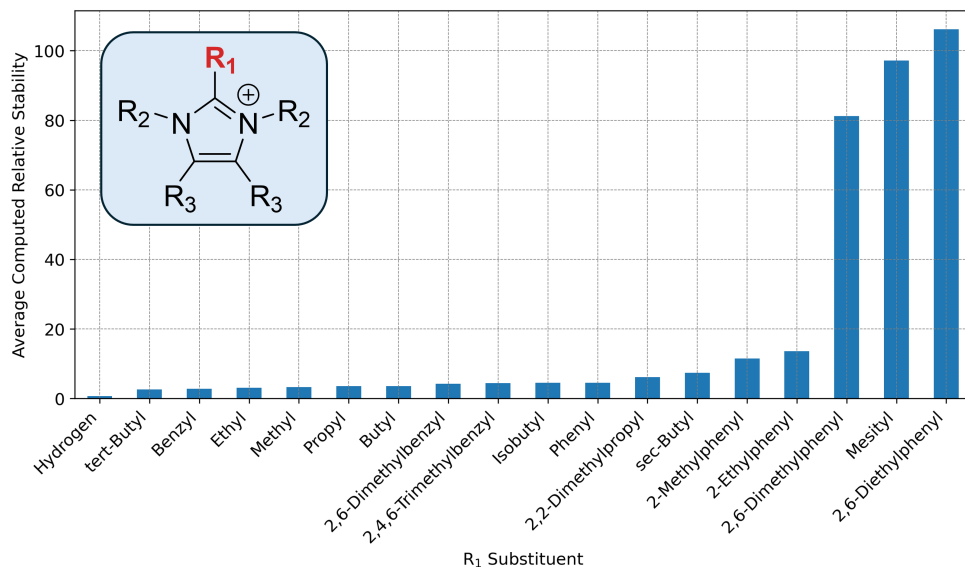 100
80
60
40
20
0
Average Computed Relative Stability
R₁
R₂ N + N R₂
R₃ R₃
Hydrogen
tert-Butyl
Benzyl
Ethyl
Methyl
Propyl
Butyl
2,6-Dimethylbenzyl
2,4,6-Trimethylbenzyl
Isobutyl
Phenyl
2,2-Dimethylpropyl
sec-Butyl
2-Methylphenyl
2-Ethylphenyl
2,6-Dimethylphenyl
Mesityl
2,6-Diethylphenyl
R₁ Substituent